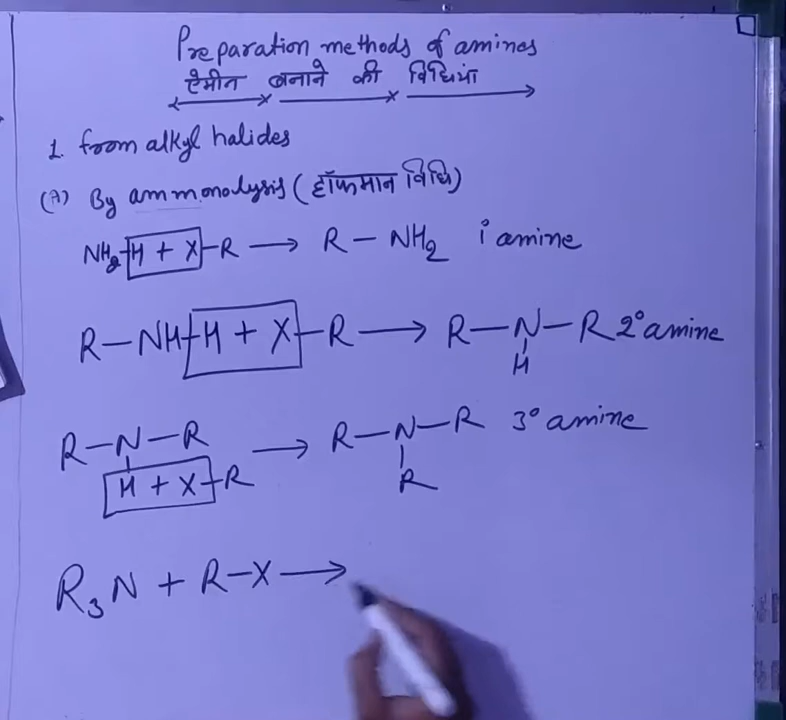 Preparation methods of amines
ऐमीन बनाने की विधियां
1. from alkyl halides
(A) By ammonolysis (हॉफमान विधि)
NH2-H + X-R → R-NH2 1° amine
R-NH-H + X-R → R-N-R 2° amine
H
R-N-R → R-N-R 3° amine
H + X-R R
R3N + R-X →